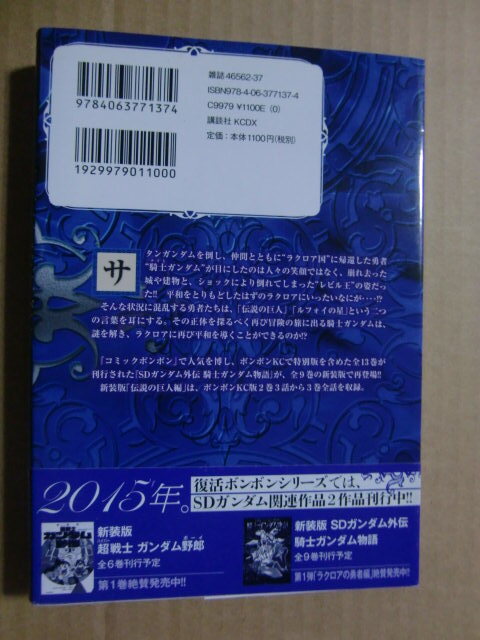 雑誌 46562-37
ISBN978-4-06-377137-4
C9979 ¥1100E (0)
講談社 KCDX
定価：本体1100円(税別)
9784063771374
1929979011000
サ
タンガンダムを倒し、仲間とともに“ラクロア国”に帰還した勇者
“騎士ガンダム”が目にしたのは人々の笑顔ではなく、崩れ去った
城や建物と、ショックにより倒れてしまった“レビル王”の姿だっ
た!! 平和をとりもどしたはずのラクロアにいったいなにが‥‥!?
そんな状況に混乱する勇者たちは、「伝説の巨人」「ルフォイの星」という二つ
の言葉を耳にする。その正体を探るべく再び冒険の旅に出る騎士ガンダムは、
謎を解き、ラクロアに再び平和を導くことができるのか!?
『コミックボンボン』で人気を博し、ボンボンKCで特別版を含めた全13巻が
刊行された『SDガンダム外伝 騎士ガンダム物語』が、全９巻の新装版で再登場!!
新装版「伝説の巨人編」は、ボンボンKC版２巻３話から３巻全話を収録。
2015年。
復活ボンボンシリーズでは、
SDガンダム関連作品２作品刊行中!!
新装版
超戦士 ガンダム野郎
全６巻刊行予定
第１巻絶賛発売中!!
新装版 SDガンダム外伝
騎士ガンダム物語
全９巻刊行予定
第１弾「ラクロアの勇者編」絶賛発売中!!